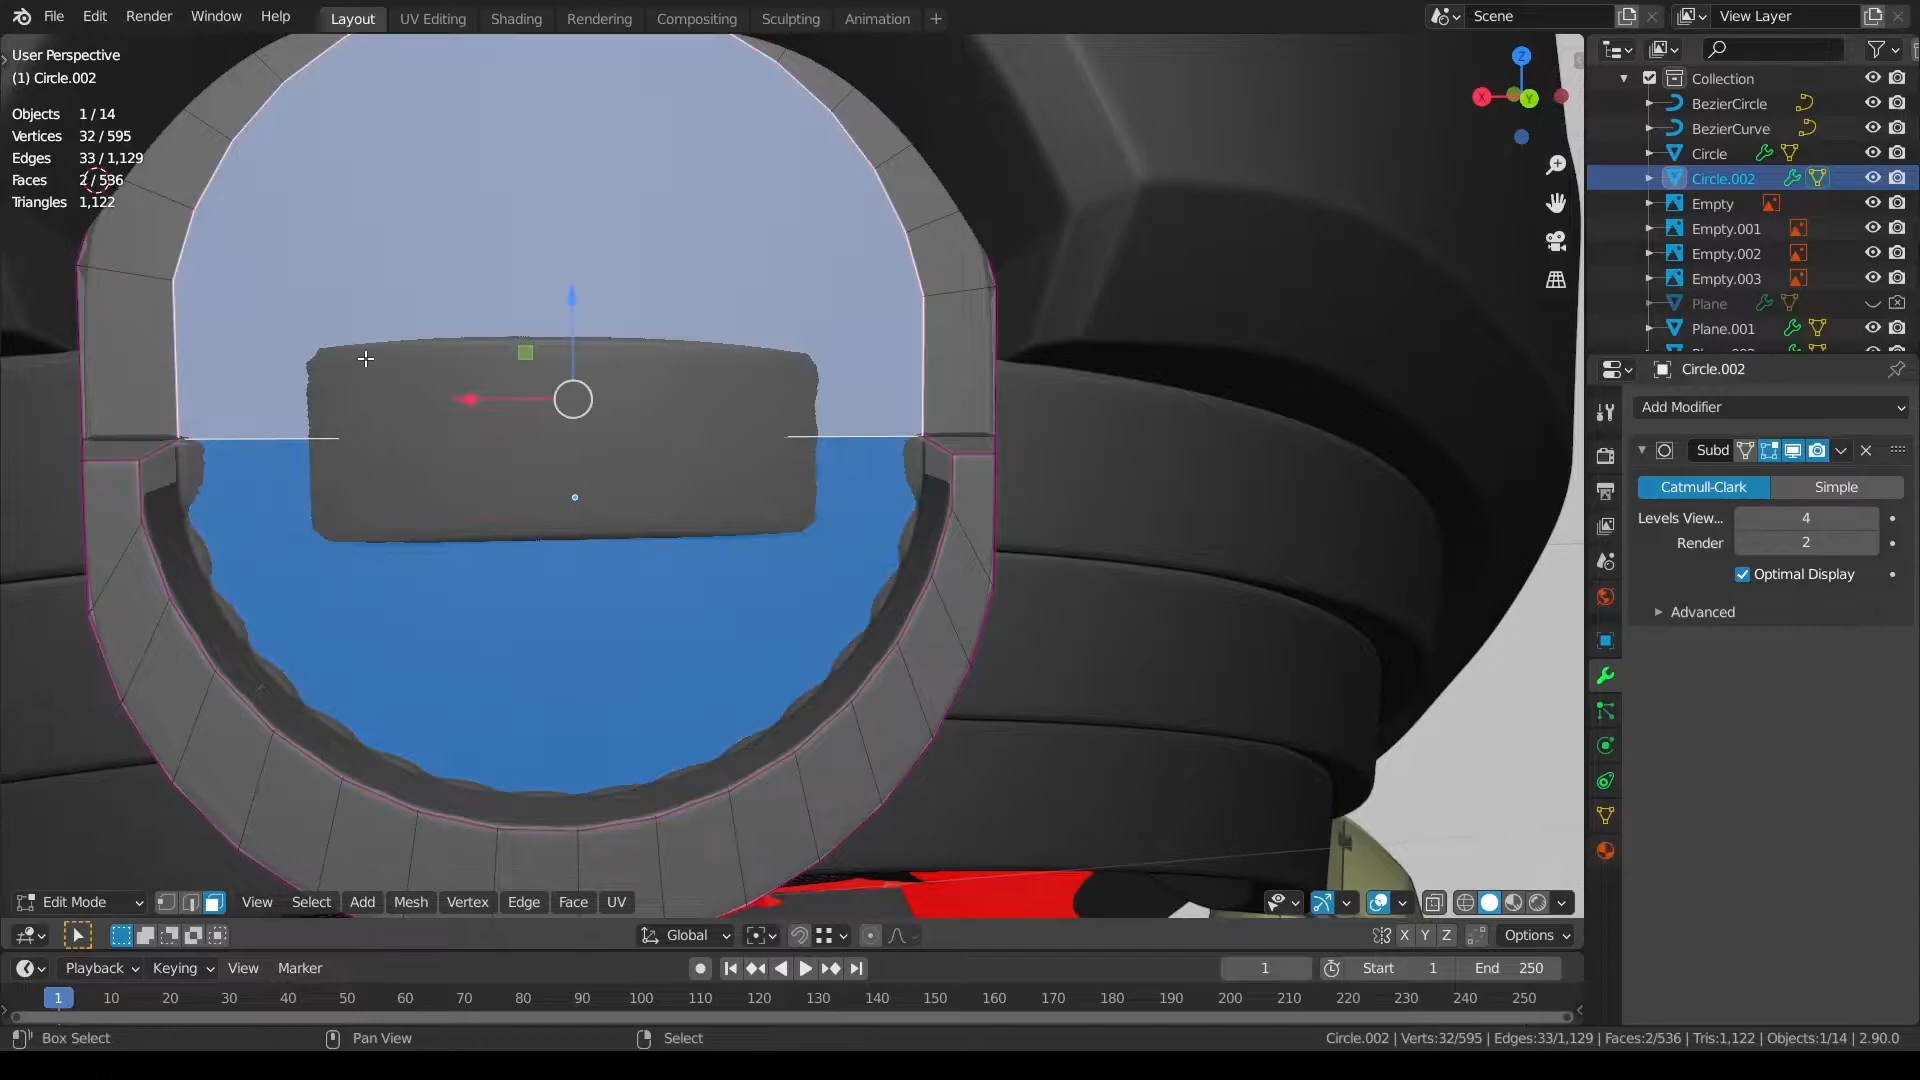 File Edit Render Window Help Layout UV Editing Shading Rendering Compositing Sculpting Animation + Scene View Layer
User Perspective
(1) Circle.002
Objects 1 / 14
Vertices 32 / 595
Edges 33 / 1,129
Faces 2 / 536
Triangles 1,122
Z
X
Y
Collection
BezierCircle
BezierCurve
Circle
Circle.002
Empty
Empty.001
Empty.002
Empty.003
Plane
Plane.001
Circle.002
Add Modifier
Subd
Catmull-Clark Simple
Levels View... 4
Render 2
Optimal Display
Advanced
Edit Mode View Select Add Mesh Vertex Edge Face UV
Global X Y Z Options
Playback Keying View Marker 1 Start 1 End 250
1 10 20 30 40 50 60 70 80 90 100 110 120 130 140 150 160 170 180 190 200 210 220 230 240 250
Box Select Pan View Select Circle.002 | Verts:32/595 | Edges:33/1,129 | Faces:2/536 | Tris:1,122 | Objects:1/14 | 2.90.0